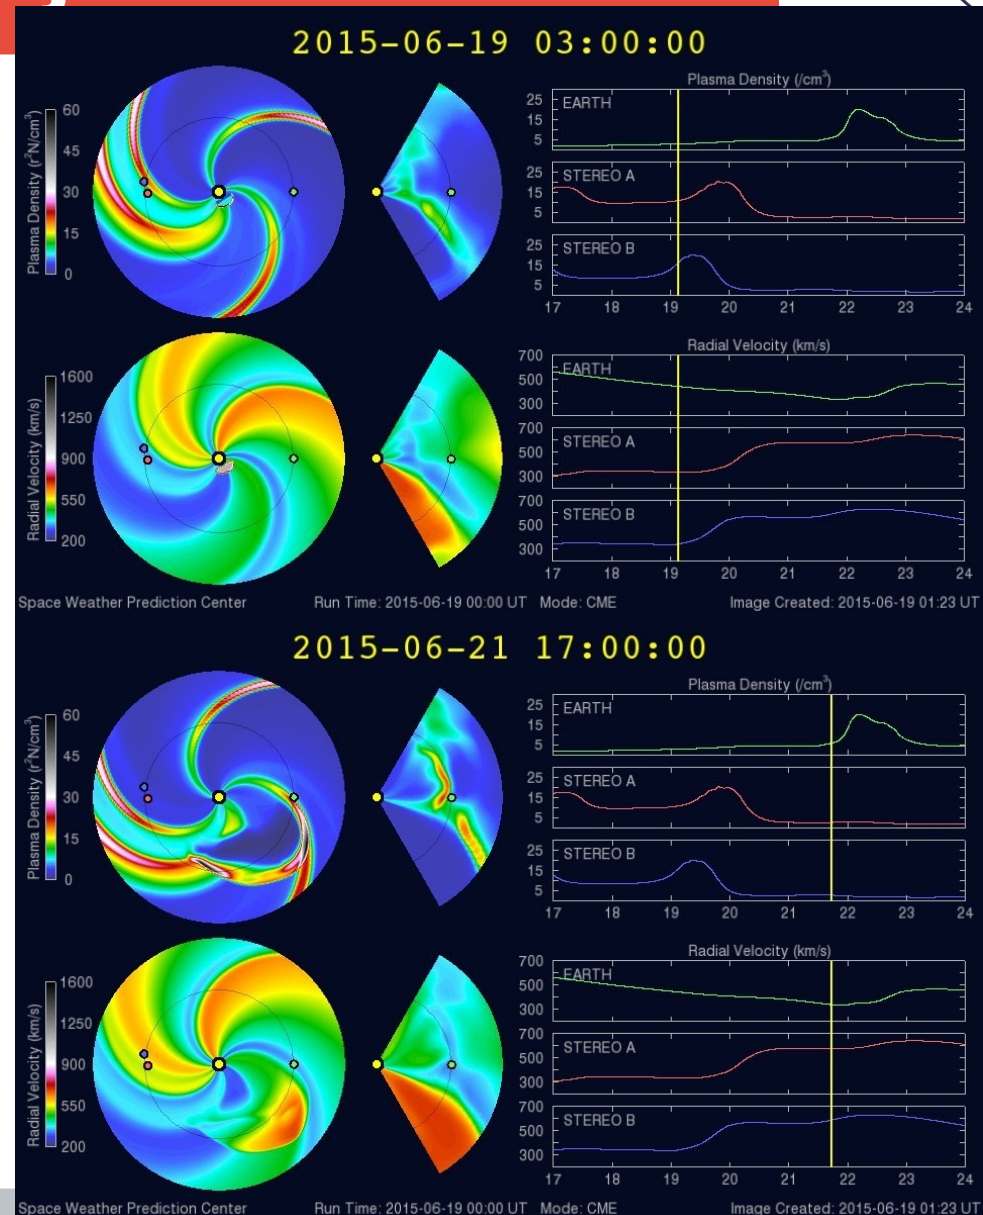 2015-06-19 03:00:00
Plasma Density (r²N/cm³)
60
45
30
15
0
Plasma Density (/cm³)
EARTH
25
15
5
STEREO A
25
15
5
STEREO B
25
15
5
17 18 19 20 21 22 23 24
Radial Velocity (km/s)
1600
1250
900
550
200
Radial Velocity (km/s)
EARTH
700
500
300
STEREO A
700
500
300
STEREO B
700
500
300
17 18 19 20 21 22 23 24
Space Weather Prediction Center Run Time: 2015-06-19 00:00 UT Mode: CME Image Created: 2015-06-19 01:23 UT
2015-06-21 17:00:00
Plasma Density (r²N/cm³)
60
45
30
15
0
Plasma Density (/cm³)
EARTH
25
15
5
STEREO A
25
15
5
STEREO B
25
15
5
17 18 19 20 21 22 23 24
Radial Velocity (km/s)
1600
1250
900
550
200
Radial Velocity (km/s)
EARTH
700
500
300
STEREO A
700
500
300
STEREO B
700
500
300
17 18 19 20 21 22 23 24
Space Weather Prediction Center Run Time: 2015-06-19 00:00 UT Mode: CME Image Created: 2015-06-19 01:23 UT